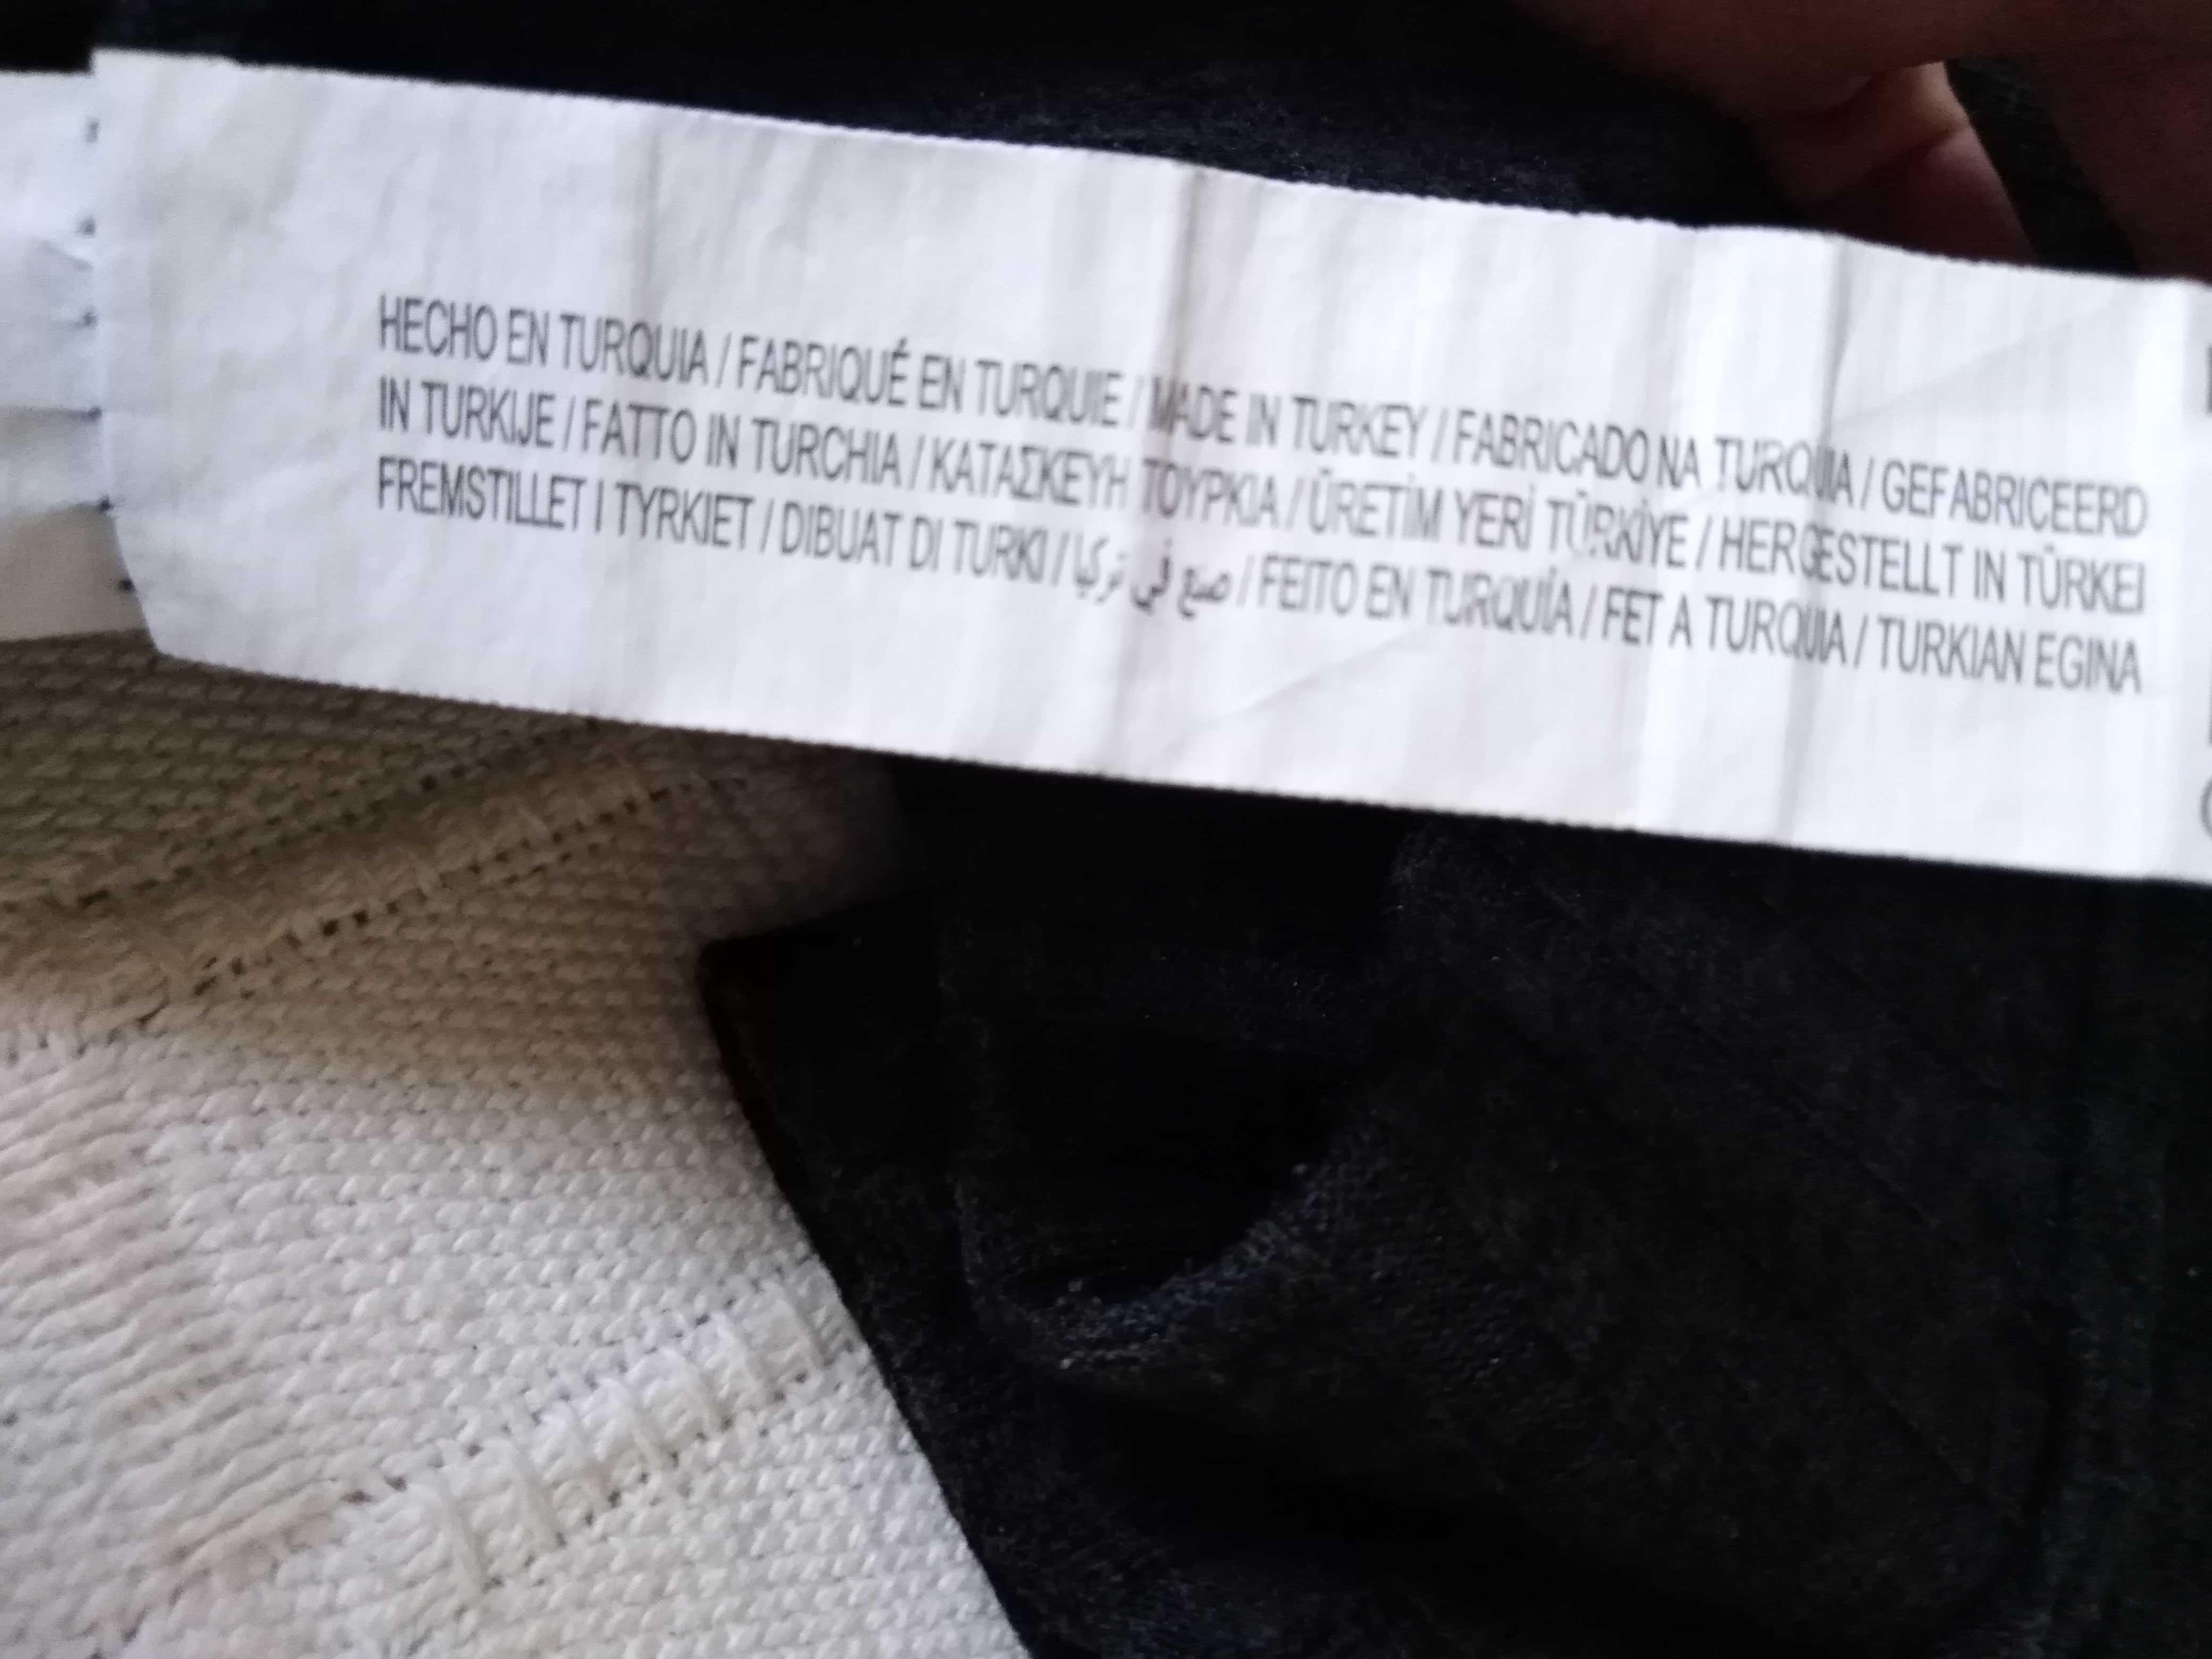 HECHO EN TURQUIA / FABRIQUÉ EN TURQUIE / MADE IN TURKEY / FABRICADO NA TURQUIA / GEFABRICEERD
IN TURKIJE / FATTO IN TURCHIA / ΚΑΤΑΣΚΕΥΗ ΤΟΥΡΚΙΑ / ÜRETİM YERİ TÜRKİYE / HERGESTELLT IN TÜRKEI
FREMSTILLET I TYRKIET / DIBUAT DI TURKI / صنع في تركيا / FEITO EN TURQUÍA / FET A TURQUIA / TURKIAN EGINA